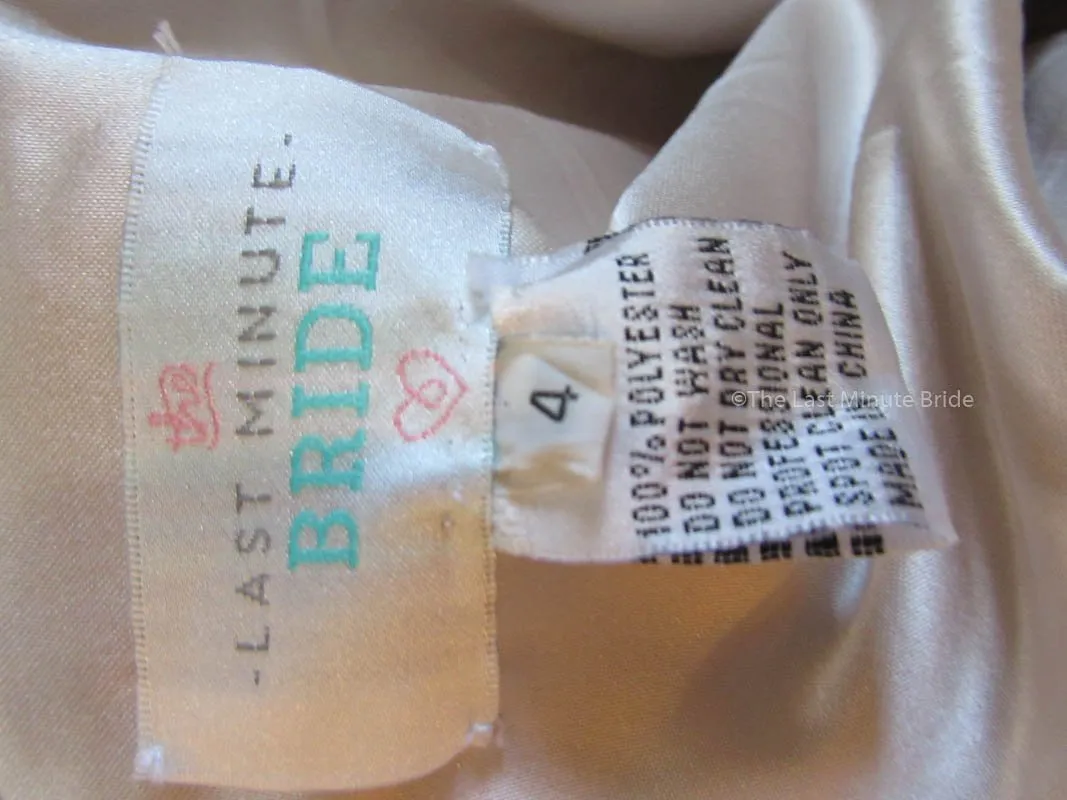 the
-LAST MINUTE-
BRIDE
4
100% POLYESTER
DO NOT WASH
DO NOT DRY CLEAN
PROFESSIONAL
SPOT CLEAN ONLY
MADE IN CHINA
©The Last Minute Bride